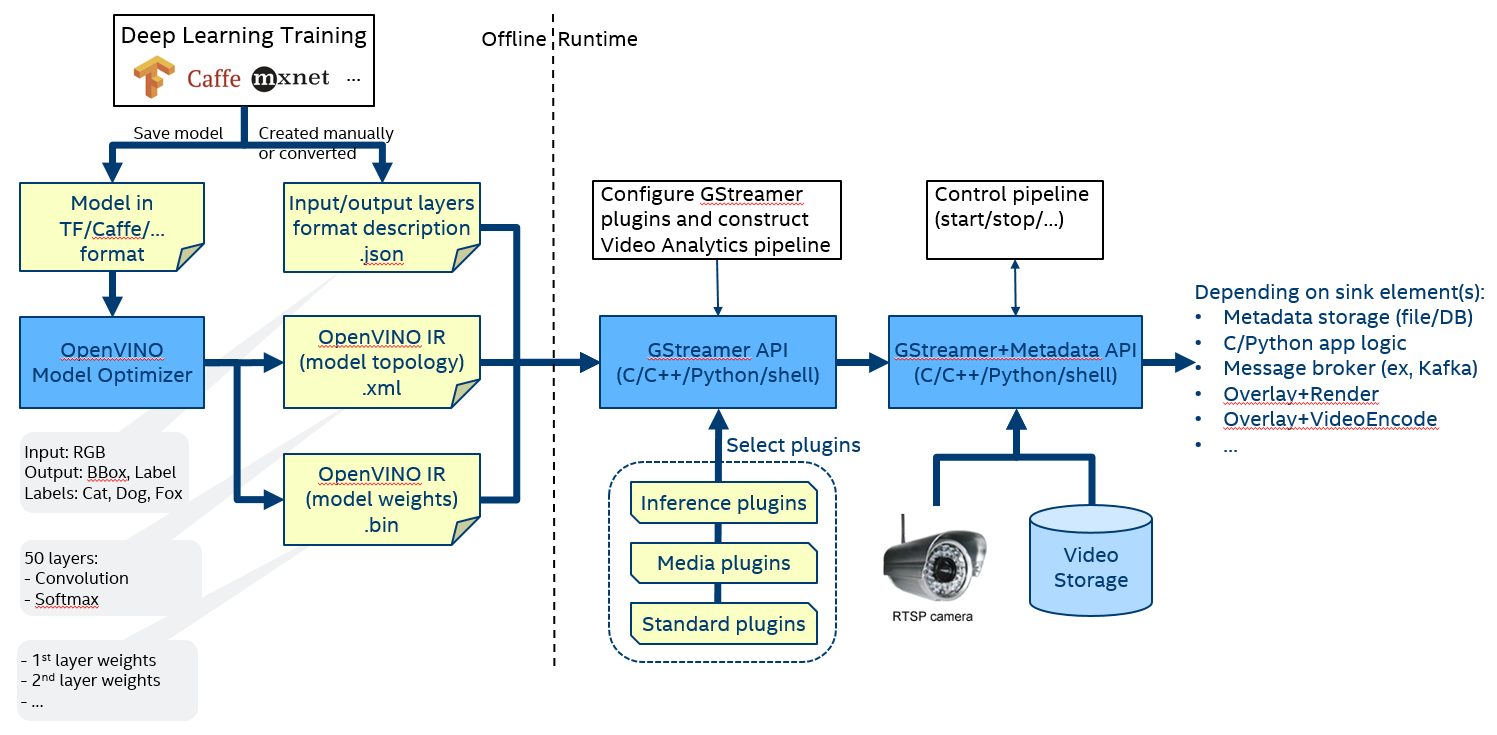 Deep Learning Training
Caffe mxnet ...
Offline Runtime
Save model
Created manually
or converted
Model in
TF/Caffe/...
format
Input/output layers
format description
.json
OpenVINO
Model Optimizer
OpenVINO IR
(model topology)
.xml
OpenVINO IR
(model weights)
.bin
Input: RGB
Output: BBox, Label
Labels: Cat, Dog, Fox
50 layers:
- Convolution
- Softmax
- 1st layer weights
- 2nd layer weights
- ...
Configure GStreamer
plugins and construct
Video Analytics pipeline
Control pipeline
(start/stop/...)
GStreamer API
(C/C++/Python/shell)
GStreamer+Metadata API
(C/C++/Python/shell)
Select plugins
Inference plugins
Media plugins
Standard plugins
RTSP camera
Video
Storage
Depending on sink element(s):
• Metadata storage (file/DB)
• C/Python app logic
• Message broker (ex, Kafka)
• Overlay+Render
• Overlay+VideoEncode
• ...